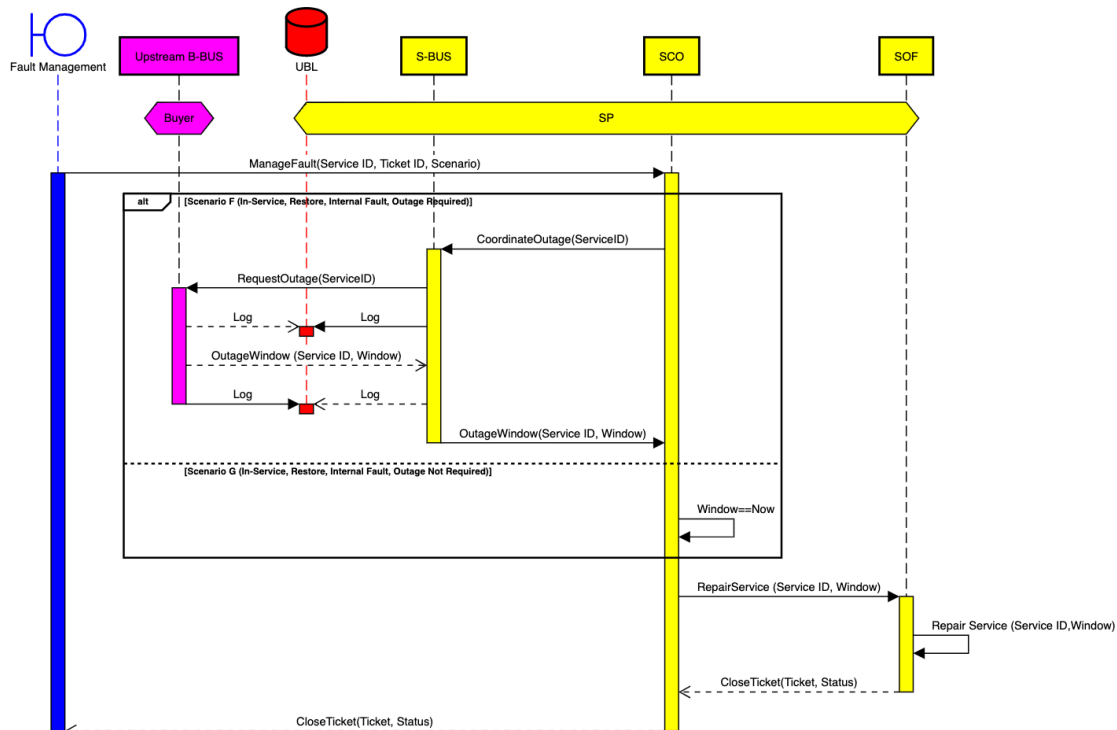 Fault Management
Upstream B-BUS
UBL
S-BUS
SCO
SOF
Buyer
SP
ManageFault(Service ID, Ticket ID, Scenario)
alt
[Scenario F (In-Service, Restore, Internal Fault, Outage Required)]
CoordinateOutage(ServiceID)
RequestOutage(ServiceID)
Log
Log
OutageWindow (Service ID, Window)
Log
Log
OutageWindow(Service ID, Window)
[Scenario G (In-Service, Restore, Internal Fault, Outage Not Required)]
Window==Now
RepairService (Service ID, Window)
Repair Service (Service ID,Window)
CloseTicket(Ticket, Status)
CloseTicket(Ticket, Status)